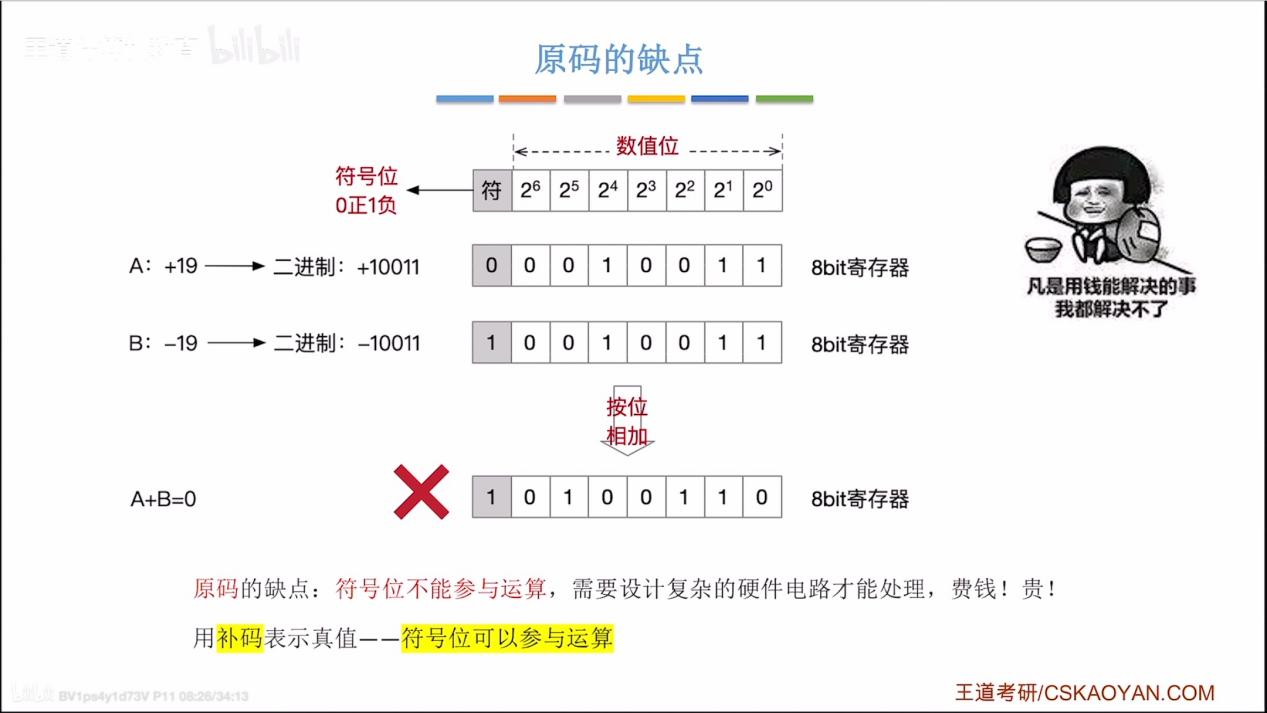 bilibili
原码的缺点
数值位
符号位
0正1负
符 2⁶ 2⁵ 2⁴ 2³ 2² 2¹ 2⁰
A：+19 二进制：+10011 0 0 0 1 0 0 1 1 8bit寄存器
凡是用钱能解决的事
我都解决不了
B：−19 二进制：−10011 1 0 0 1 0 0 1 1 8bit寄存器
按位
相加
A+B=0 1 0 1 0 0 1 1 0 8bit寄存器
原码的缺点：符号位不能参与运算，需要设计复杂的硬件电路才能处理，费钱！贵！
用补码表示真值——符号位可以参与运算
BV1ps4y1d73V P11 08:26/34:13
王道考研/CSKAOYAN.COM